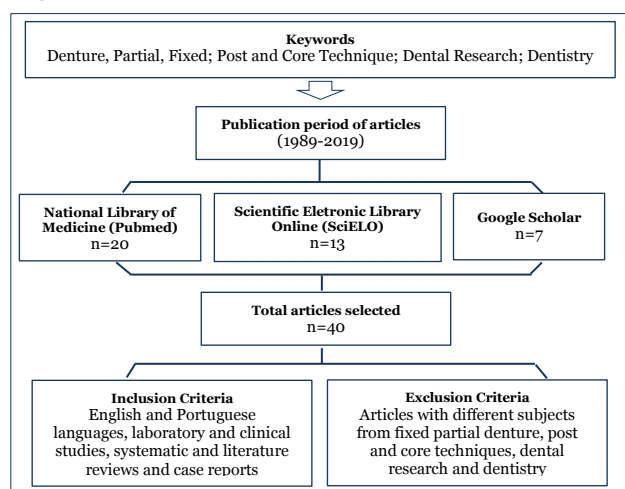 Keywords
Denture, Partial, Fixed; Post and Core Technique; Dental Research; Dentistry
Publication period of articles
(1989-2019)
National Library of
Medicine (Pubmed)
n=20
Scientific Eletronic Library
Online (SciELO)
n=13
Google Scholar
n=7
Total articles selected
n=40
Inclusion Criteria
English and Portuguese
languages, laboratory and clinical
studies, systematic and literature
reviews and case reports
Exclusion Criteria
Articles with different subjects
from fixed partial denture, post
and core techniques, dental
research and dentistry